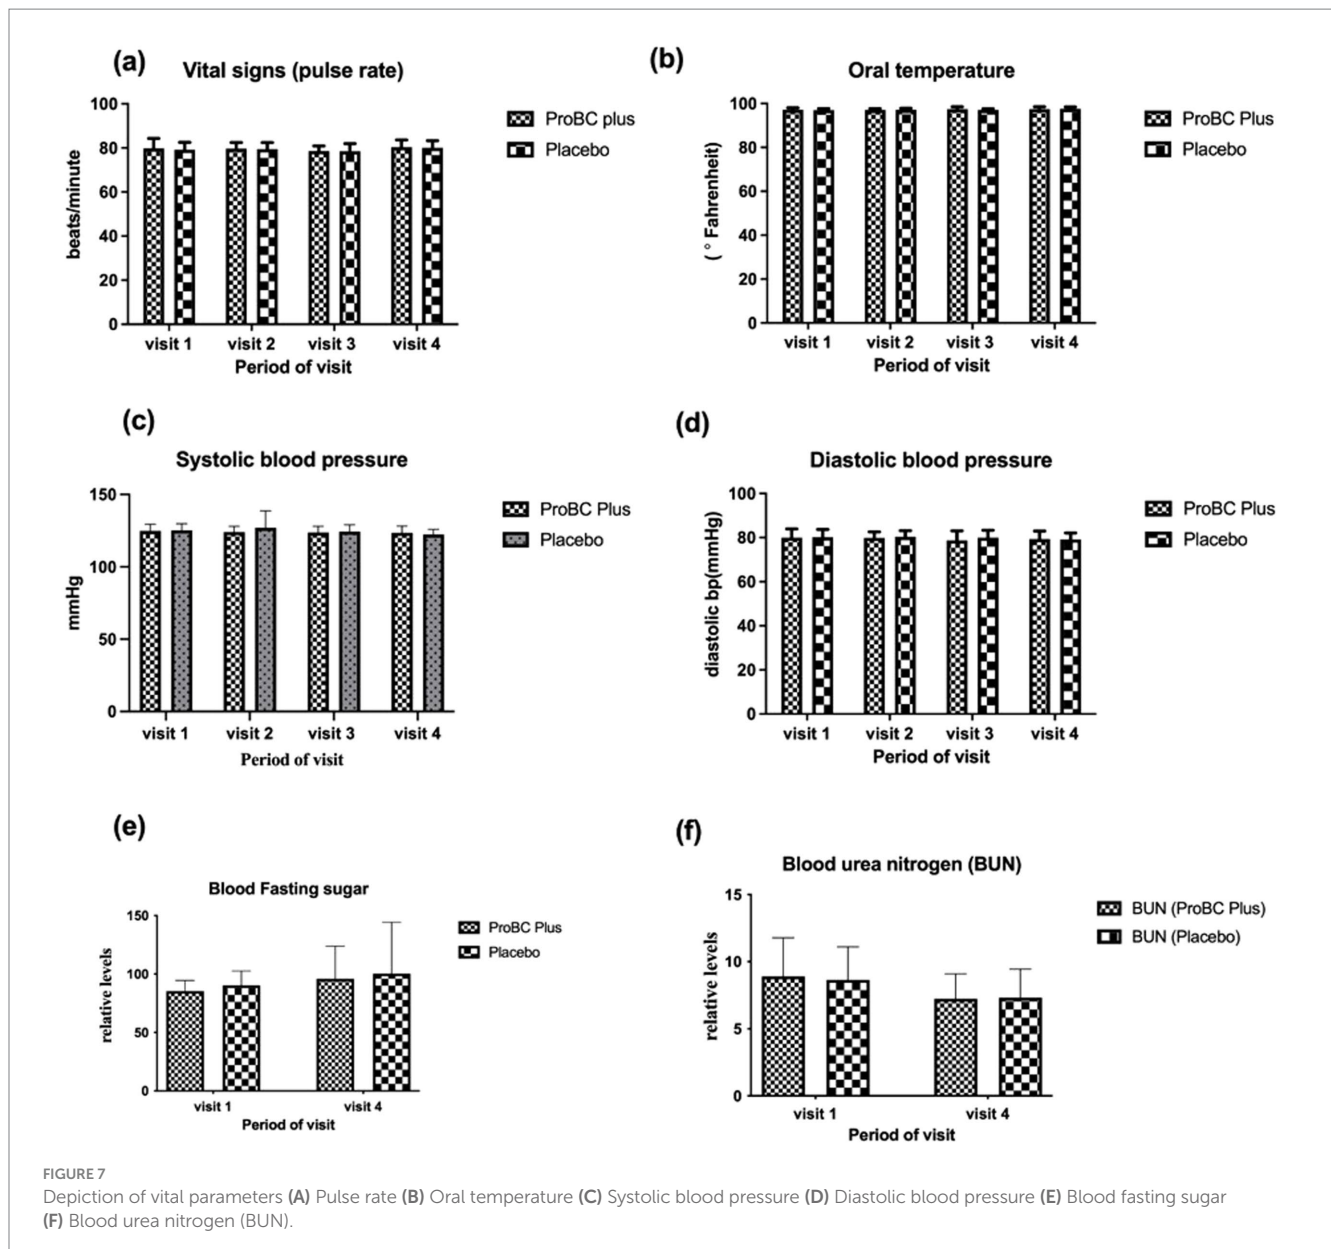 (a)
Vital signs (pulse rate)
100
80
60
40
20
0
beats/minute
visit 1 visit 2 visit 3 visit 4
Period of visit
ProBC plus
Placebo
(b)
Oral temperature
100
80
60
40
20
0
( ° Fahrenheit)
visit 1 visit 2 visit 3 visit 4
Period of visit
ProBC Plus
Placebo
(c)
Systolic blood pressure
150
100
50
0
mmHg
visit 1 visit 2 visit 3 visit 4
Period of visit
ProBC Plus
Placebo
(d)
Diastolic blood pressure
100
80
60
40
20
0
diastolic bp(mmHg)
visit 1 visit 2 visit 3 visit 4
Period of visit
ProBC Plus
Placebo
(e)
Blood Fasting sugar
150
100
50
0
relative levels
visit 1 visit 4
Period of visit
ProBC Plus
Placebo
(f)
Blood urea nitrogen (BUN)
15
10
5
0
relative levels
visit 1 visit 4
Period of visit
BUN (ProBC Plus)
BUN (Placebo)
FIGURE 7
Depiction of vital parameters (A) Pulse rate (B) Oral temperature (C) Systolic blood pressure (D) Diastolic blood pressure (E) Blood fasting sugar
(F) Blood urea nitrogen (BUN).